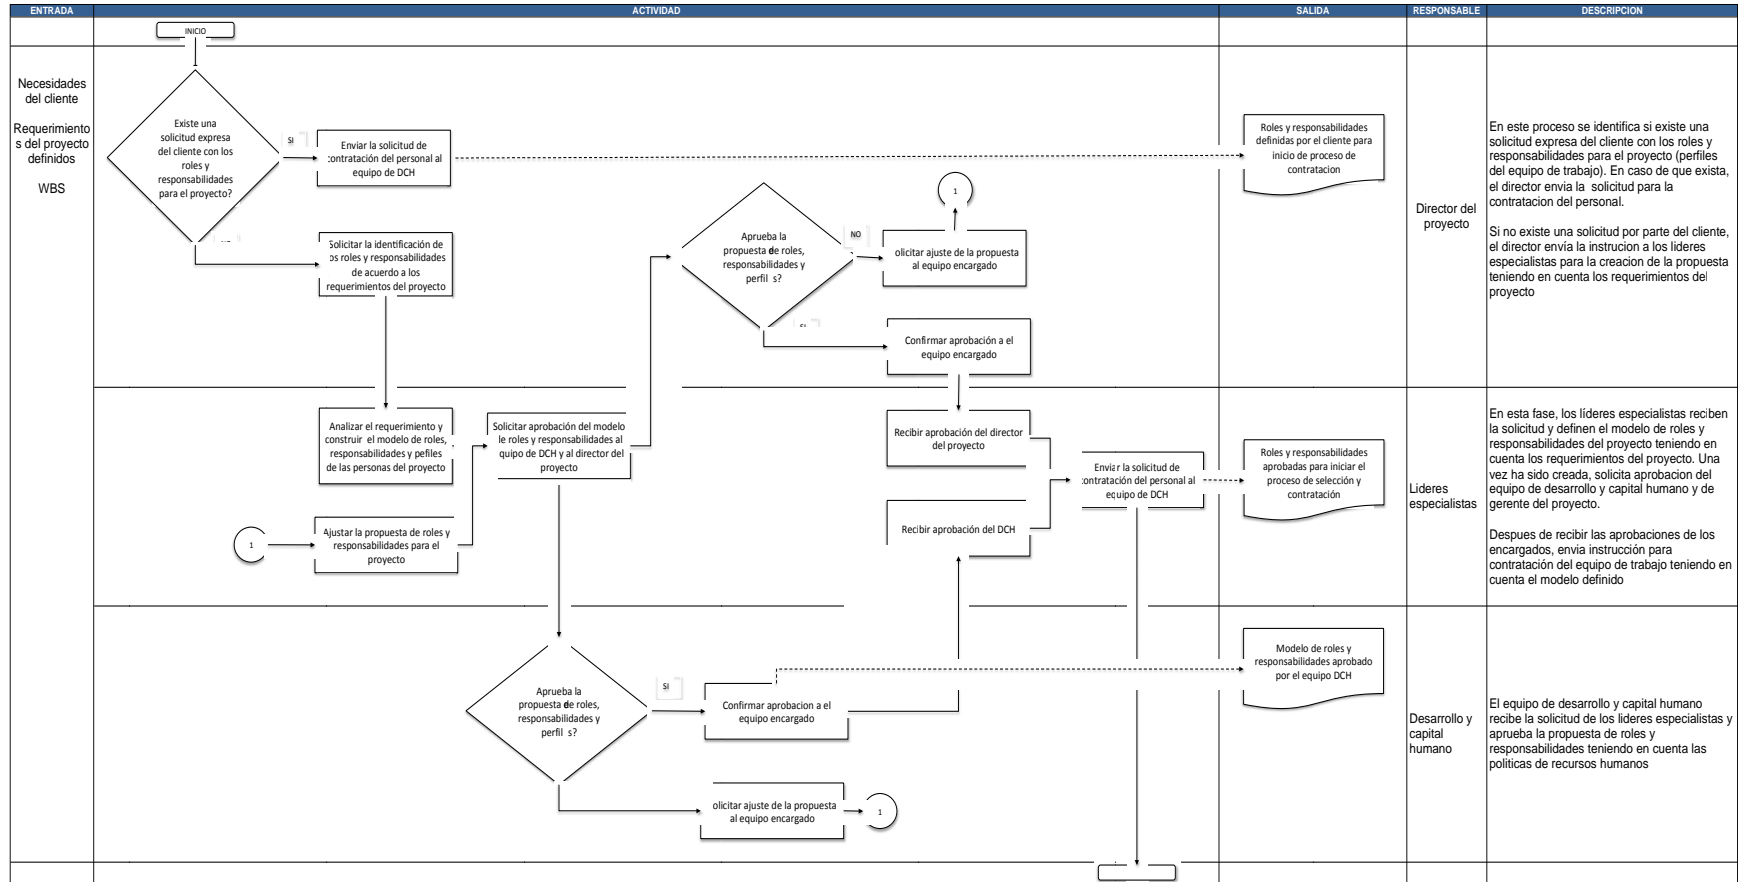 ENTRADA
ACTIVIDAD
SALIDA
RESPONSABLE
DESCRIPCION
INICIO
Necesidades
del cliente
Requerimiento
s del proyecto
definidos
WBS
Existe una
solicitud expresa
del cliente con los
roles y
responsabilidades
para el proyecto?
SI
Enviar la solicitud de
contratación del personal al
equipo de DCH
Solicitar la identificación de
os roles y responsabilidades
de acuerdo a los
requerimientos del proyecto
Aprueba la
propuesta de roles,
responsabilidades y
perfil s?
NO
1
olicitar ajuste de la propuesta
al equipo encargado
SI
Confirmar aprobación a el
equipo encargado
Roles y responsabilidades
definidas por el cliente para
inicio de proceso de
contratacion
Director del
proyecto
En este proceso se identifica si existe una
solicitud expresa del cliente con los roles y
responsabilidades para el proyecto (perfiles
del equipo de trabajo). En caso de que exista,
el director envia la solicitud para la
contratacion del personal.
Si no existe una solicitud por parte del cliente,
el director envía la instrucion a los lideres
especialistas para la creacion de la propuesta
teniendo en cuenta los requerimientos del
proyecto
Analizar el requerimiento y
construir el modelo de roles,
responsabilidades y pefiles
de las personas del proyecto
Solicitar aprobación del modelo
le roles y responsabilidades al
quipo de DCH y al director del
proyecto
1
Ajustar la propuesta de roles y
responsabilidades para el
proyecto
Recibir aprobación del director
del proyecto
Recibir aprobación del DCH
Enviar la solicitud de
contratación del personal al
equipo de DCH
Roles y responsabilidades
aprobadas para iniciar el
proceso de selección y
contratación
Lideres
especialistas
En esta fase, los líderes especialistas reciben
la solicitud y definen el modelo de roles y
responsabilidades del proyecto teniendo en
cuenta los requerimientos del proyecto. Una
vez ha sido creada, solicita aprobacion del
equipo de desarrollo y capital humano y de
gerente del proyecto.
Despues de recibir las aprobaciones de los
encargados, envia instrucción para
contratación del equipo de trabajo teniendo en
cuenta el modelo definido
Aprueba la
propuesta de roles,
responsabilidades y
perfil s?
SI
Confirmar aprobacion a el
equipo encargado
olicitar ajuste de la propuesta
al equipo encargado
1
Modelo de roles y
responsabilidades aprobado
por el equipo DCH
Desarrollo y
capital
humano
El equipo de desarrollo y capital humano
recibe la solicitud de los lideres especialistas y
aprueba la propuesta de roles y
responsabilidades teniendo en cuenta las
politicas de recursos humanos